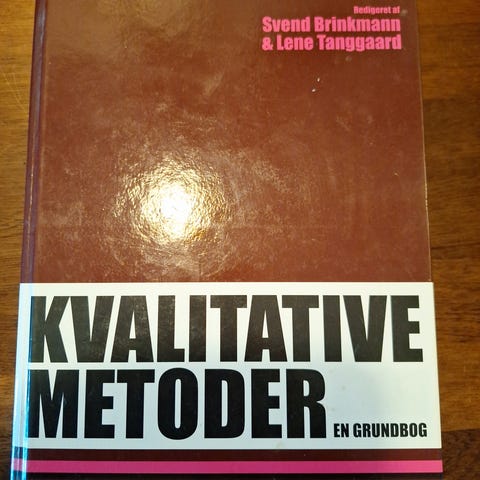 Redigeret af
Svend Brinkmann
& Lene Tanggaard
KVALITATIVE
METODER EN GRUNDBOG